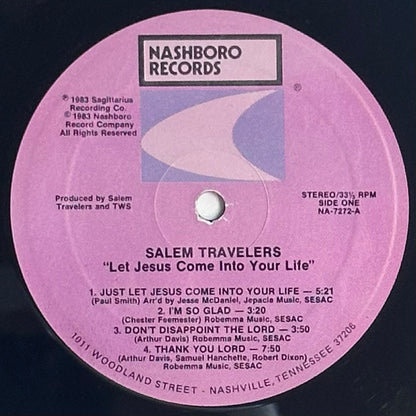 NASHBORO
RECORDS
®
℗ 1983 Sagittarius
Recording Co.
© 1983 Nashboro
Record Company
All Rights Reserved
Produced by Salem
Travelers and TWS
STEREO/33⅓ RPM
SIDE ONE
NA-7272-A
SALEM TRAVELERS
"Let Jesus Come Into Your Life"
1. JUST LET JESUS COME INTO YOUR LIFE — 5:21
(Paul Smith) Arr'd by Jesse McDaniel, Jepacia Music, SESAC
2. I'M SO GLAD — 3:20
(Chester Feemester) Robemma Music, SESAC
3. DON'T DISAPPOINT THE LORD — 3:50
(Arthur Davis) Robemma Music, SESAC
4. THANK YOU LORD — 7:50
(Arthur Davis, Samuel Hanchette, Robert Dixon)
Robemma Music, SESAC
1011 WOODLAND STREET - NASHVILLE, TENNESSEE 37206